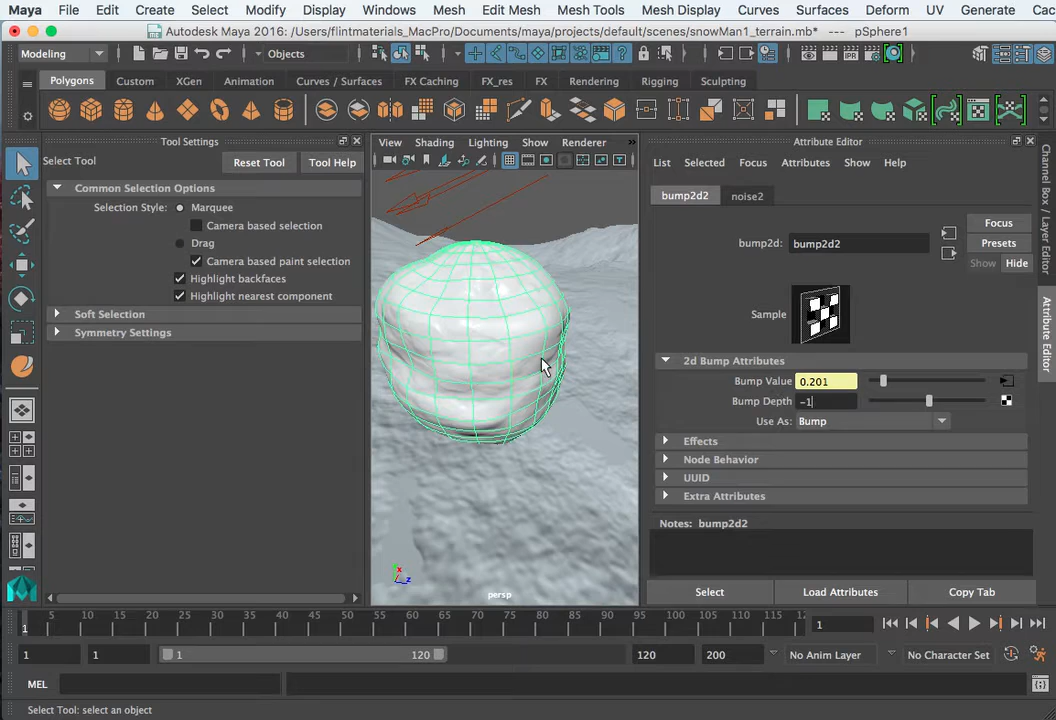 Maya File Edit Create Select Modify Display Windows Mesh Edit Mesh Mesh Tools Mesh Display Curves Surfaces Deform UV Generate Cac
Autodesk Maya 2016: /Users/flintmaterials_MacPro/Documents/maya/projects/default/scenes/snowMan1_terrain.mb* --- pSphere1
Modeling Objects
Polygons Custom XGen Animation Curves / Surfaces FX Caching FX_res FX Rendering Rigging Sculpting
Tool Settings
Select Tool Reset Tool Tool Help
Common Selection Options
Selection Style: Marquee
Camera based selection
Drag
Camera based paint selection
Highlight backfaces
Highlight nearest component
Soft Selection
Symmetry Settings
View Shading Lighting Show Renderer »
x z
persp
Attribute Editor
List Selected Focus Attributes Show Help
bump2d2 noise2
Focus
bump2d: bump2d2 Presets
Show Hide
Sample
2d Bump Attributes
Bump Value 0.201
Bump Depth -1
Use As: Bump
Effects
Node Behavior
UUID
Extra Attributes
Notes: bump2d2
Select Load Attributes Copy Tab
Channel Box / Layer Editor
Attribute Editor
1 5 10 15 20 25 30 35 40 45 50 55 60 65 70 75 80 85 90 95 100 105 110 115 12 1
1 1 1 120 120 200 No Anim Layer No Character Set
MEL
Select Tool: select an object